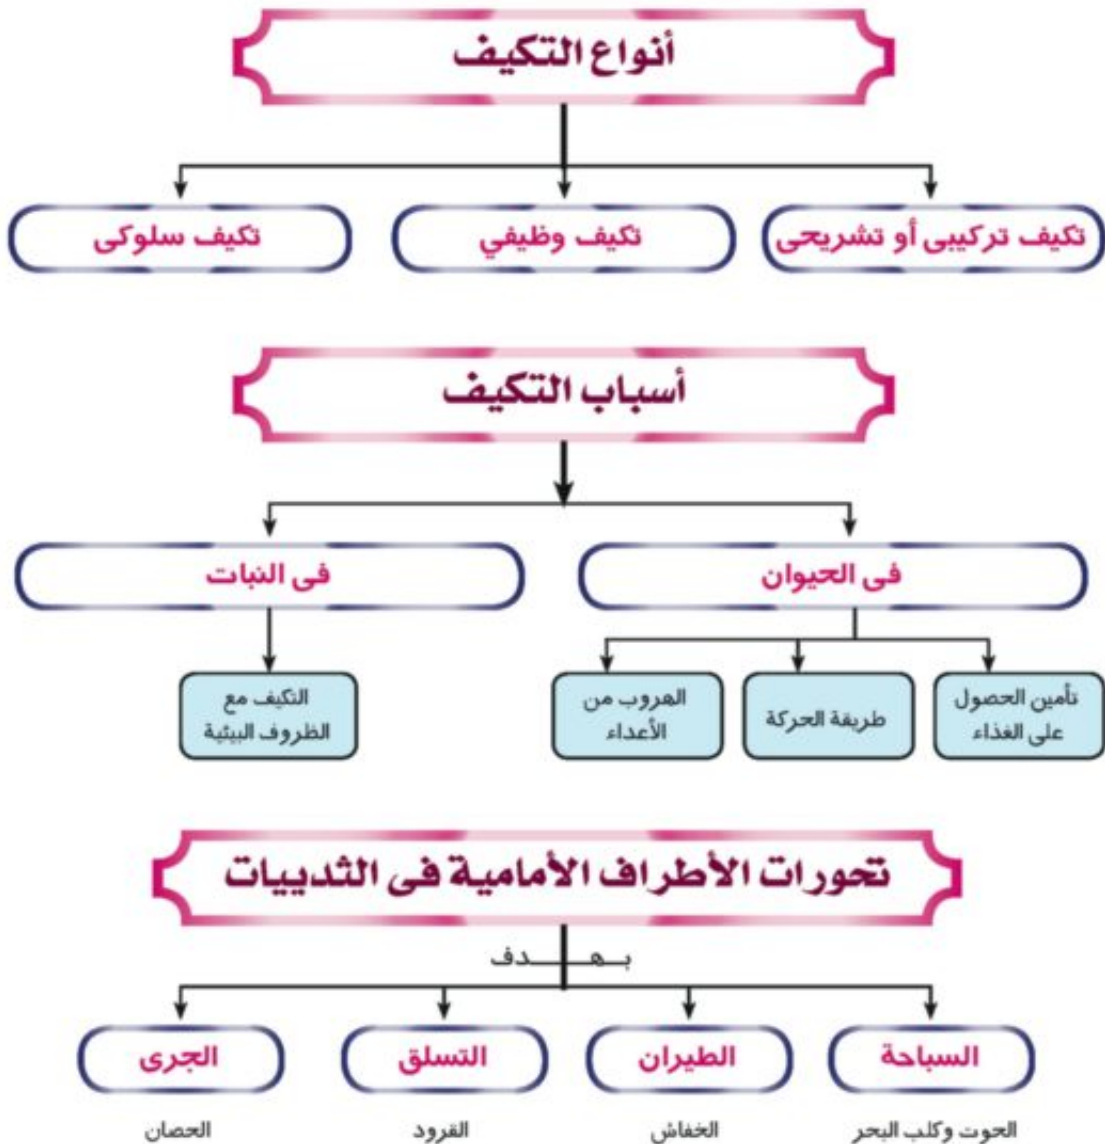 أنواع التكيف
تكيف تركيبى أو تشريحى
تكيف وظيفي
تكيف سلوكى
أسباب التكيف
فى الحيوان
فى النبات
تأمين الحصول
على الغذاء
طريقة الحركة
الهروب من
الأعداء
التكيف مع
الظروف البيئية
تحورات الأطراف الأمامية فى الثدييات
بهدف
السباحة
الطيران
التسلق
الجرى
الحوت وكلب البحر
الخفاش
القرود
الحصان